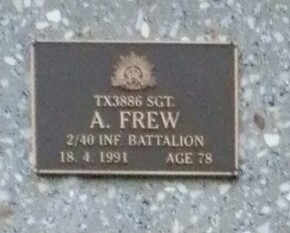 TX3886 SGT.
A. FREW
2/40 INF. BATTALION
18. 4. 1991 AGE 78